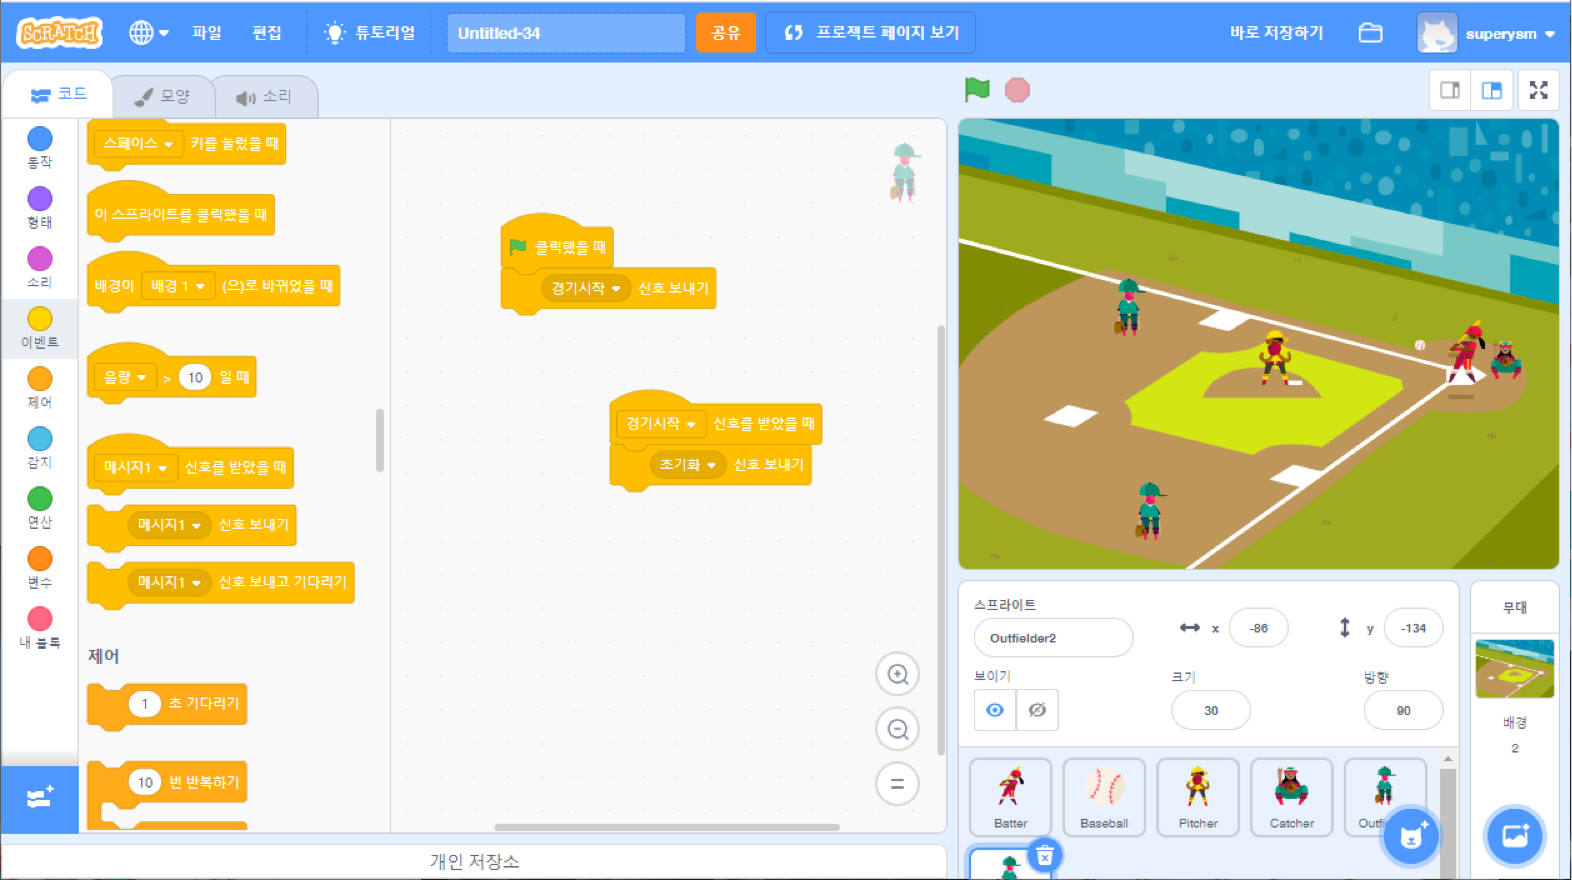 SCRATCH
파일
편집
튜토리얼
Untitled-34
공유
프로젝트 페이지 보기
바로 저장하기
superysm
코드
모양
소리
동작
형태
소리
이벤트
제어
감지
연산
변수
내 블록
스페이스 키를 눌렀을 때
이 스프라이트를 클릭했을 때
배경이 배경 1 (으)로 바뀌었을 때
음량 > 10 일 때
메시지1 신호를 받았을 때
메시지1 신호 보내기
메시지1 신호 보내고 기다리기
제어
1 초 기다리기
10 번 반복하기
클릭했을 때
경기시작 신호 보내기
경기시작 신호를 받았을 때
초기화 신호 보내기
개인 저장소
스프라이트
Outfielder2
x -86
y -134
보이기
크기
30
방향
90
Batter
Baseball
Pitcher
Catcher
Outfi
무대
배경
2